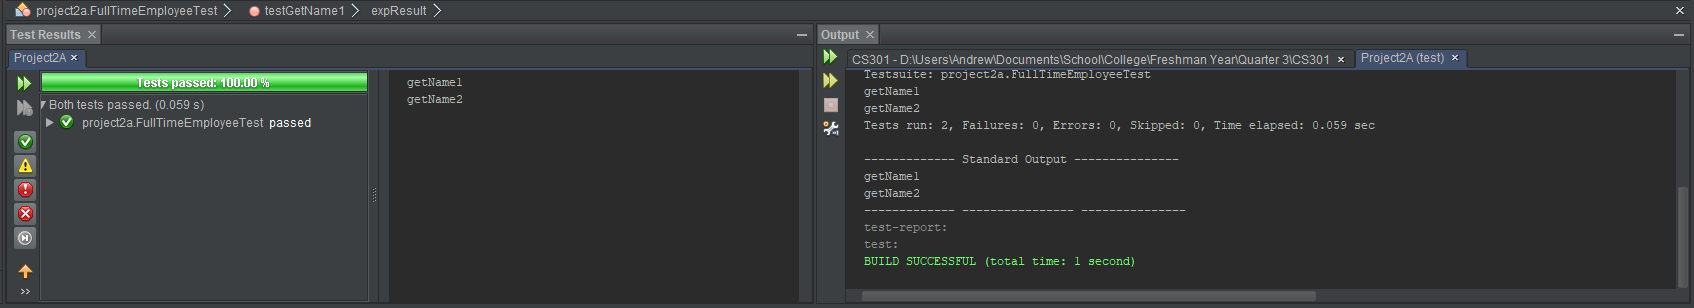 project2a.FullTimeEmployeeTest testGetName1 expResult
Test Results
Project2A
Tests passed: 100.00 %
Both tests passed. (0.059 s)
project2a.FullTimeEmployeeTest passed
getName1
getName2
Output
CS301 - D:\Users\Andrew\Documents\School\College\Freshman Year\Quarter 3\CS301
Project2A (test)
Testsuite: project2a.FullTimeEmployeeTest
getName1
getName2
Tests run: 2, Failures: 0, Errors: 0, Skipped: 0, Time elapsed: 0.059 sec
------------- Standard Output ---------------
getName1
getName2
------------- ---------------- ---------------
test-report:
test:
BUILD SUCCESSFUL (total time: 1 second)